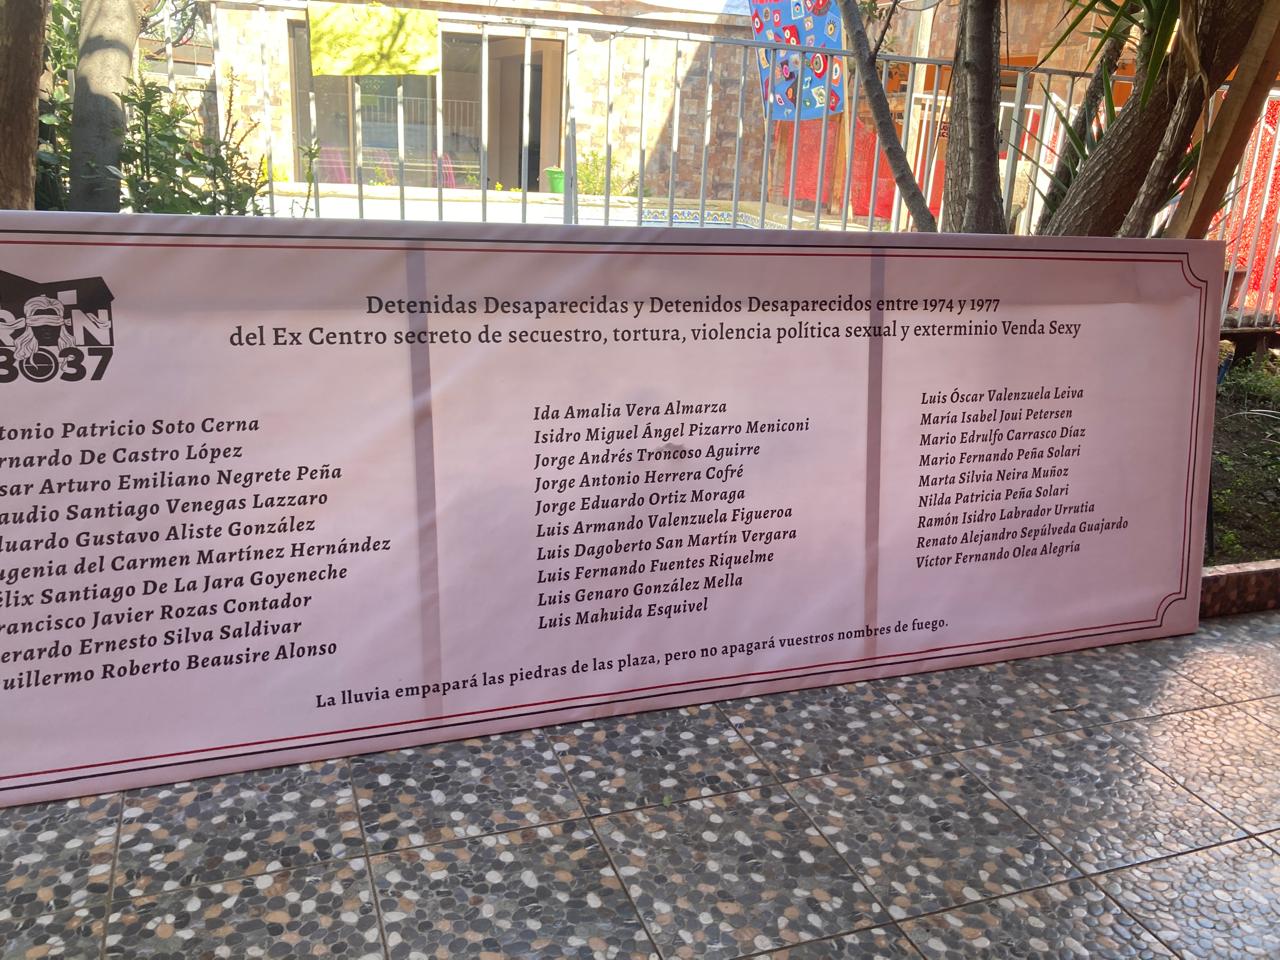 Detenidas Desaparecidas y Detenidos Desaparecidos entre 1974 y 1977
del Ex Centro secreto de secuestro, tortura, violencia política sexual y exterminio Venda Sexy
3037
tonio Patricio Soto Cerna
rnardo De Castro López
sar Arturo Emiliano Negrete Peña
audio Santiago Venegas Lazzaro
duardo Gustavo Aliste González
ugenia del Carmen Martínez Hernández
élix Santiago De La Jara Goyeneche
rancisco Javier Rozas Contador
erardo Ernesto Silva Saldivar
uillermo Roberto Beausire Alonso
Ida Amalia Vera Almarza
Isidro Miguel Ángel Pizarro Meniconi
Jorge Andrés Troncoso Aguirre
Jorge Antonio Herrera Cofré
Jorge Eduardo Ortiz Moraga
Luis Armando Valenzuela Figueroa
Luis Dagoberto San Martín Vergara
Luis Fernando Fuentes Riquelme
Luis Genaro González Mella
Luis Mahuida Esquivel
Luis Óscar Valenzuela Leiva
María Isabel Joui Petersen
Mario Edrulfo Carrasco Díaz
Mario Fernando Peña Solari
Marta Silvia Neira Muñoz
Nilda Patricia Peña Solari
Ramón Isidro Labrador Urrutia
Renato Alejandro Sepúlveda Guajardo
Víctor Fernando Olea Alegría
La lluvia empapará las piedras de las plaza, pero no apagará vuestros nombres de fuego.